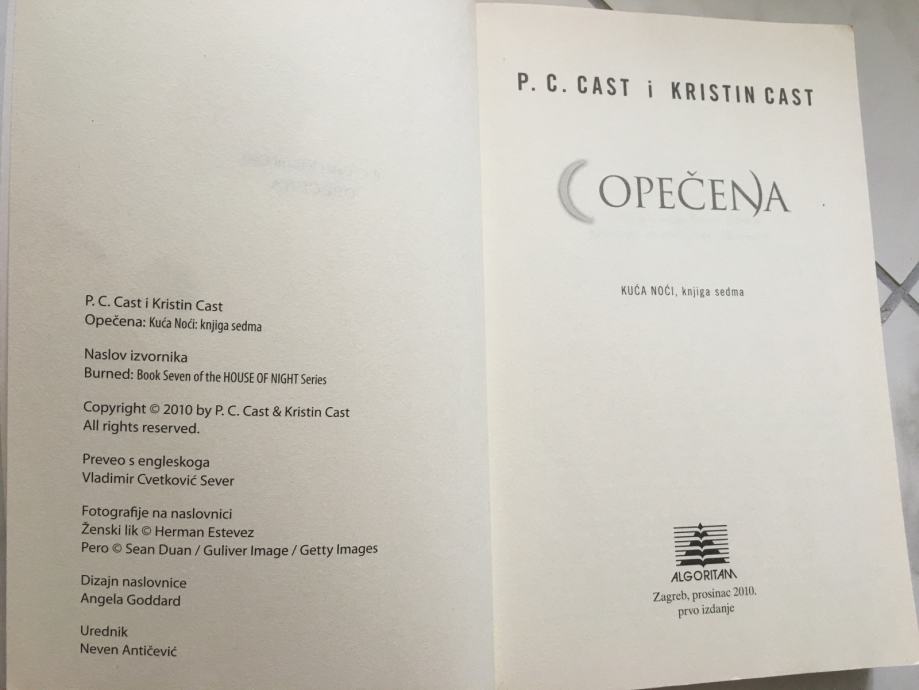 P. C. Cast i Kristin Cast
Opečena: Kuća Noći: knjiga sedma
Naslov izvornika
Burned: Book Seven of the HOUSE OF NIGHT Series
Copyright © 2010 by P. C. Cast & Kristin Cast
All rights reserved.
Preveo s engleskoga
Vladimir Cvetković Sever
Fotografije na naslovnici
Ženski lik © Herman Estevez
Pero © Sean Duan / Guliver Image / Getty Images
Dizajn naslovnice
Angela Goddard
Urednik
Neven Antičević
P. C. CAST i KRISTIN CAST
OPEČENA
KUĆA NOĆI, knjiga sedma
ALGORITAM
Zagreb, prosinac 2010.
prvo izdanje